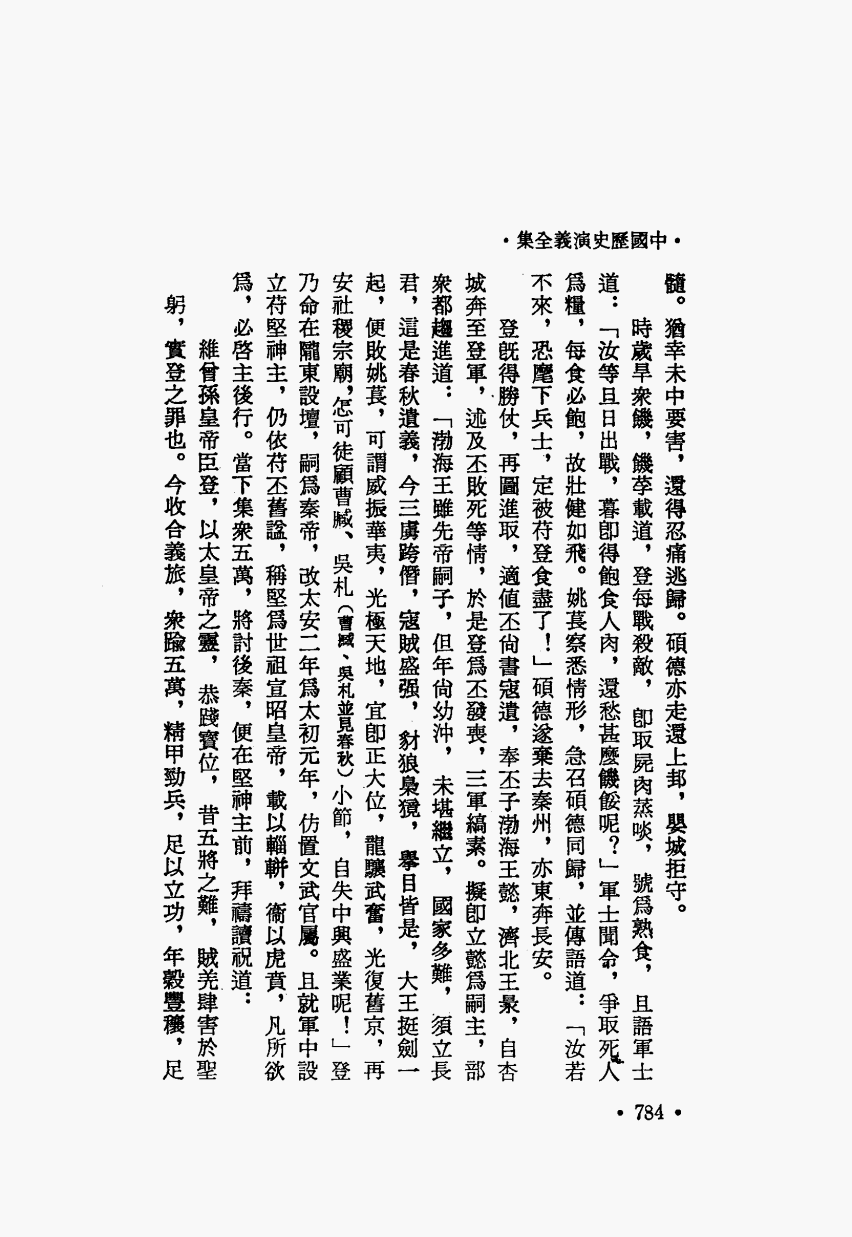 ·中國歷史演義全集·
髓。猶幸未中要害，還得忍痛逃歸。碩德亦走還上邽，嬰城拒守。
時歲旱衆饑，饑莩載道，登每戰殺敵，卽取屍肉蒸啖，號爲熟食，且語軍士
道：「汝等旦日出戰，暮卽得飽食人肉，還愁甚麼饑餒呢？」軍士聞命，爭取死人
爲糧，每食必飽，故壯健如飛。姚萇察悉情形，急召碩德同歸，並傳語道：「汝若
不來，恐麾下兵士，定被苻登食盡了！」碩德遂棄去秦州，亦東奔長安。
登既得勝仗，再圖進取，適值丕尙書寇遺，奉丕子渤海王懿，濟北王昶，自杏
城奔至登軍，述及丕敗死等情，於是登爲丕發喪，三軍縞素。擬卽立懿爲嗣主，部
衆都趨進道：「渤海王雖先帝嗣子，但年尙幼沖，未堪繼立，國家多難，須立長
君，這是春秋遺義，今三虜跨僭，寇賊盛强，豺狼梟獍，擧目皆是，大王挺劍一
起，便敗姚萇，可謂威振華夷，光極天地，宜卽正大位，龍驤武奮，光復舊京，再
安社稷宗廟，怎可徒顧曹臧、吳札（曹臧、吳札並見春秋）小節，自失中興盛業呢！」登
乃命在隴東設壇，嗣爲秦帝，改太安二年爲太初元年，仿置文武官屬。且就軍中設
立苻堅神主，仍依苻丕舊諡，稱堅爲世祖宣昭皇帝，載以輜軿，衞以虎賁，凡所欲
爲，必啓主後行。當下集衆五萬，將討後秦，便在堅神主前，拜禱讀祝道：
維曾孫皇帝臣登，以太皇帝之靈，恭踐寶位，昔五將之難，賊羌肆害於聖
躬，實登之罪也。今收合義旅，衆踰五萬，精甲勁兵，足以立功，年穀豐穰，足
·784·